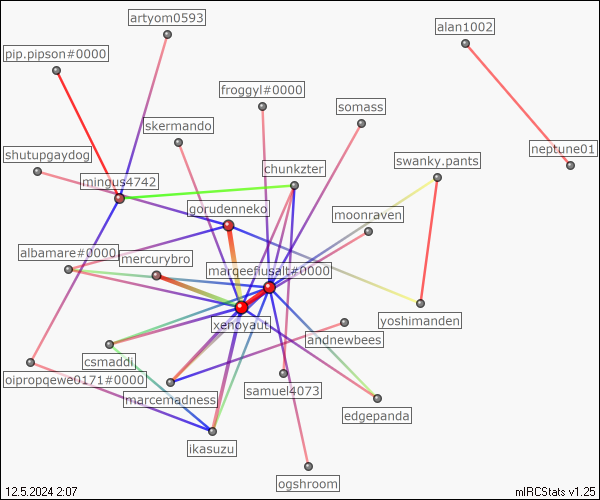 artyom0593
alan1002
pip.pipson#0000
froggyl#0000
somass
skermando
neptune01
shutupgaydog
swanky.pants
chunkzter
mingus4742
gorudenneko
moonraven
albamare#0000
mercurybro
marqeeflusalt#0000
yoshimanden
xenoyaut
andnewbees
csmaddi
oipropqewe0171#0000
samuel4073
marcemadness
edgepanda
ikasuzu
ogshroom
12.5.2024 2:07
mIRCStats v1.25